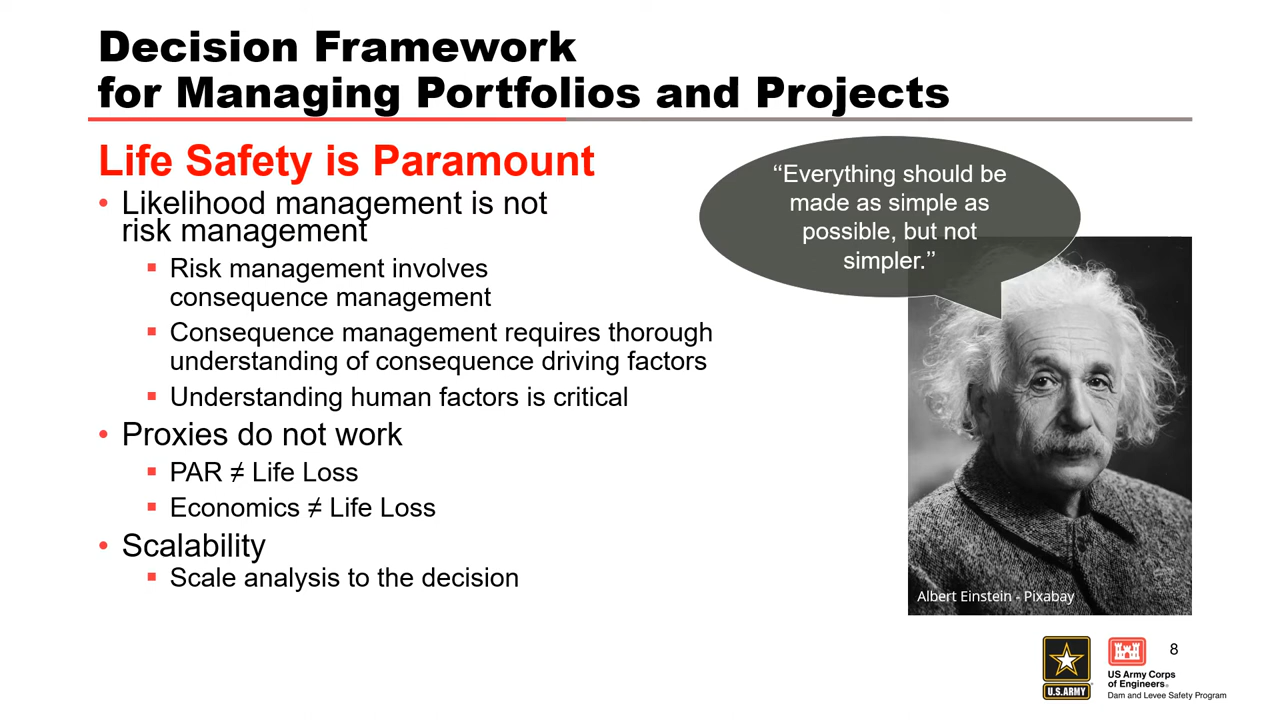 Decision Framework
for Managing Portfolios and Projects
Life Safety is Paramount
• Likelihood management is not
risk management
▪ Risk management involves
consequence management
▪ Consequence management requires thorough
understanding of consequence driving factors
▪ Understanding human factors is critical
• Proxies do not work
▪ PAR ≠ Life Loss
▪ Economics ≠ Life Loss
• Scalability
▪ Scale analysis to the decision
“Everything should be
made as simple as
possible, but not
simpler.”
Albert Einstein - Pixabay
U.S.ARMY
US Army Corps
of Engineers®
Dam and Levee Safety Program
8